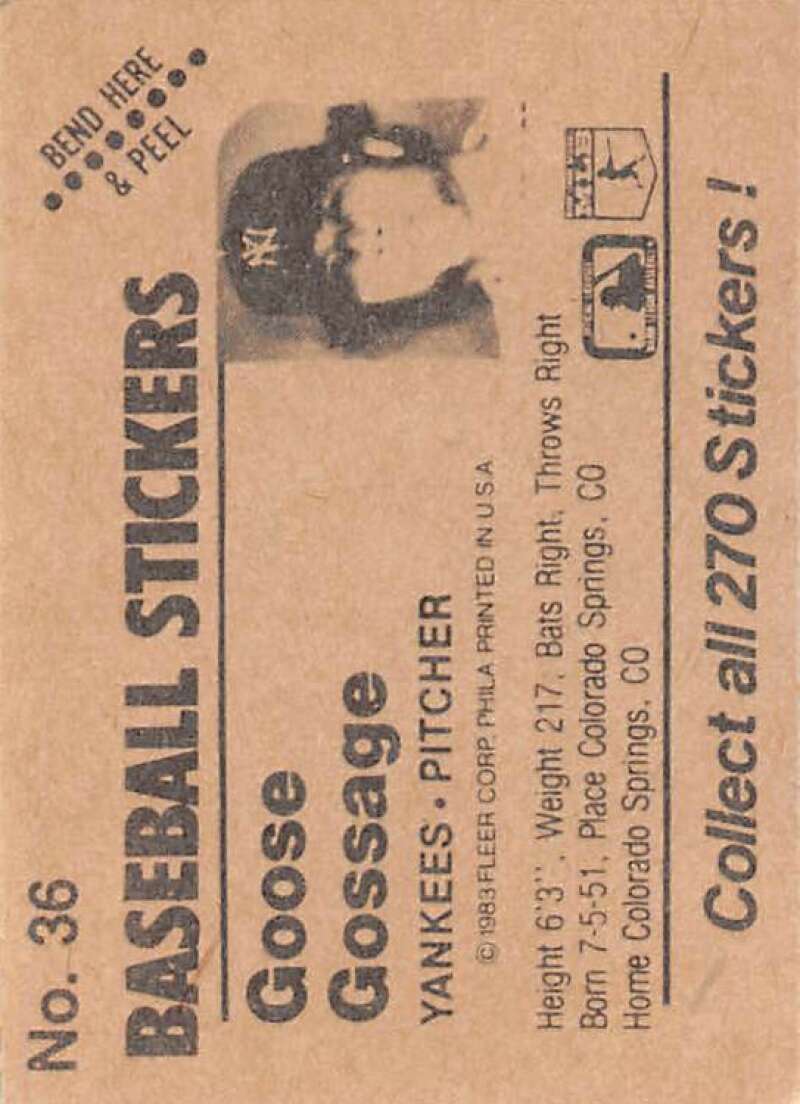 No. 36
BEND HERE
& PEEL
BASEBALL STICKERS
Goose
Gossage
YANKEES • PITCHER
© 1983 FLEER CORP. PHILA PRINTED IN U.S.A
Height 6'3", Weight 217, Bats Right, Throws Right
Born 7-5-51, Place Colorado Springs, CO
Home Colorado Springs, CO
Collect all 270 Stickers !